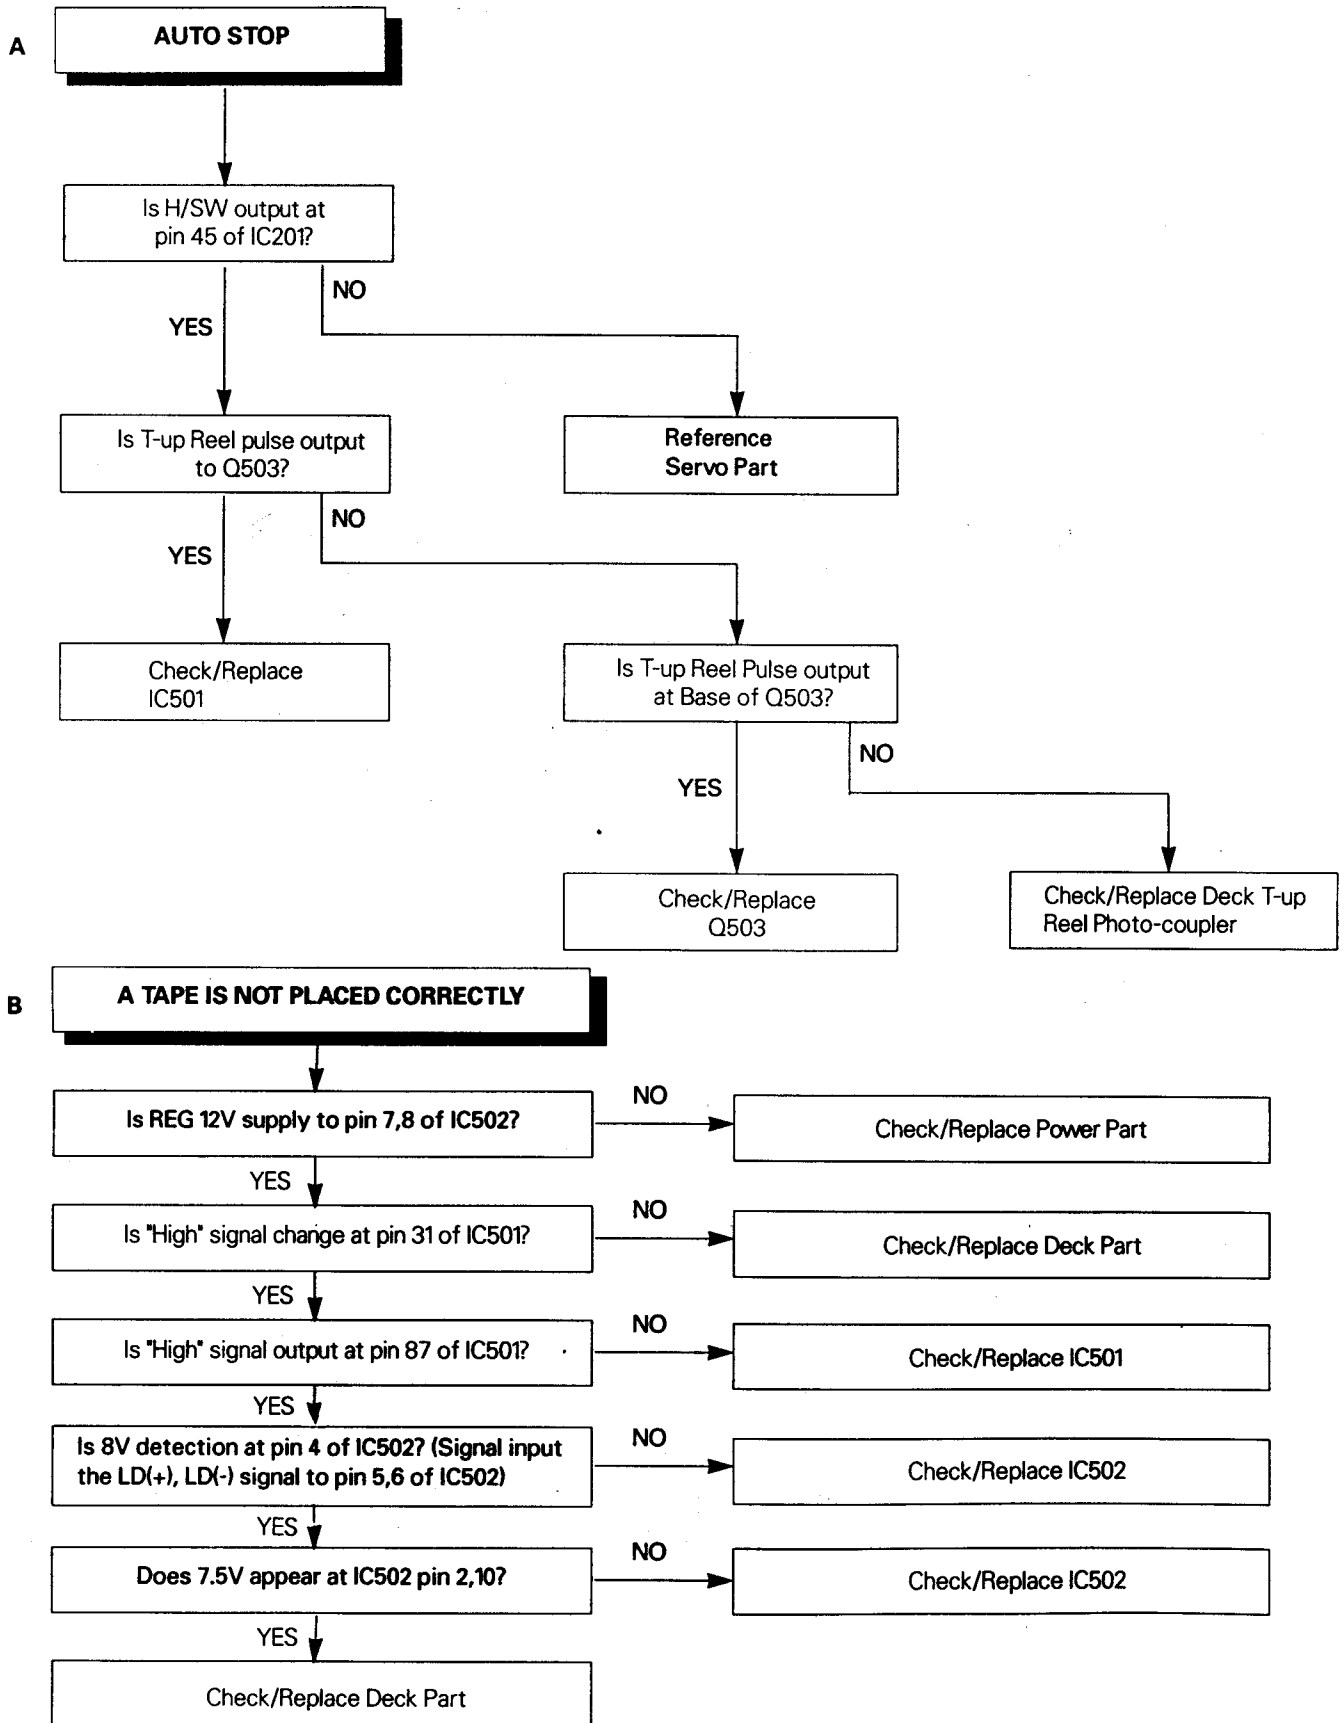 A
AUTO STOP
Is H/SW output at
pin 45 of IC201?
NO
YES
Is T-up Reel pulse output
to Q503?
Reference
Servo Part
NO
YES
Check/Replace
IC501
Is T-up Reel Pulse output
at Base of Q503?
NO
YES
Check/Replace
Q503
Check/Replace Deck T-up
Reel Photo-coupler
B
A TAPE IS NOT PLACED CORRECTLY
Is REG 12V supply to pin 7,8 of IC502?
NO
Check/Replace Power Part
YES
Is "High" signal change at pin 31 of IC501?
NO
Check/Replace Deck Part
YES
Is "High" signal output at pin 87 of IC501?
NO
Check/Replace IC501
YES
Is 8V detection at pin 4 of IC502? (Signal input
the LD(+), LD(-) signal to pin 5,6 of IC502)
NO
Check/Replace IC502
YES
Does 7.5V appear at IC502 pin 2,10?
NO
Check/Replace IC502
YES
Check/Replace Deck Part